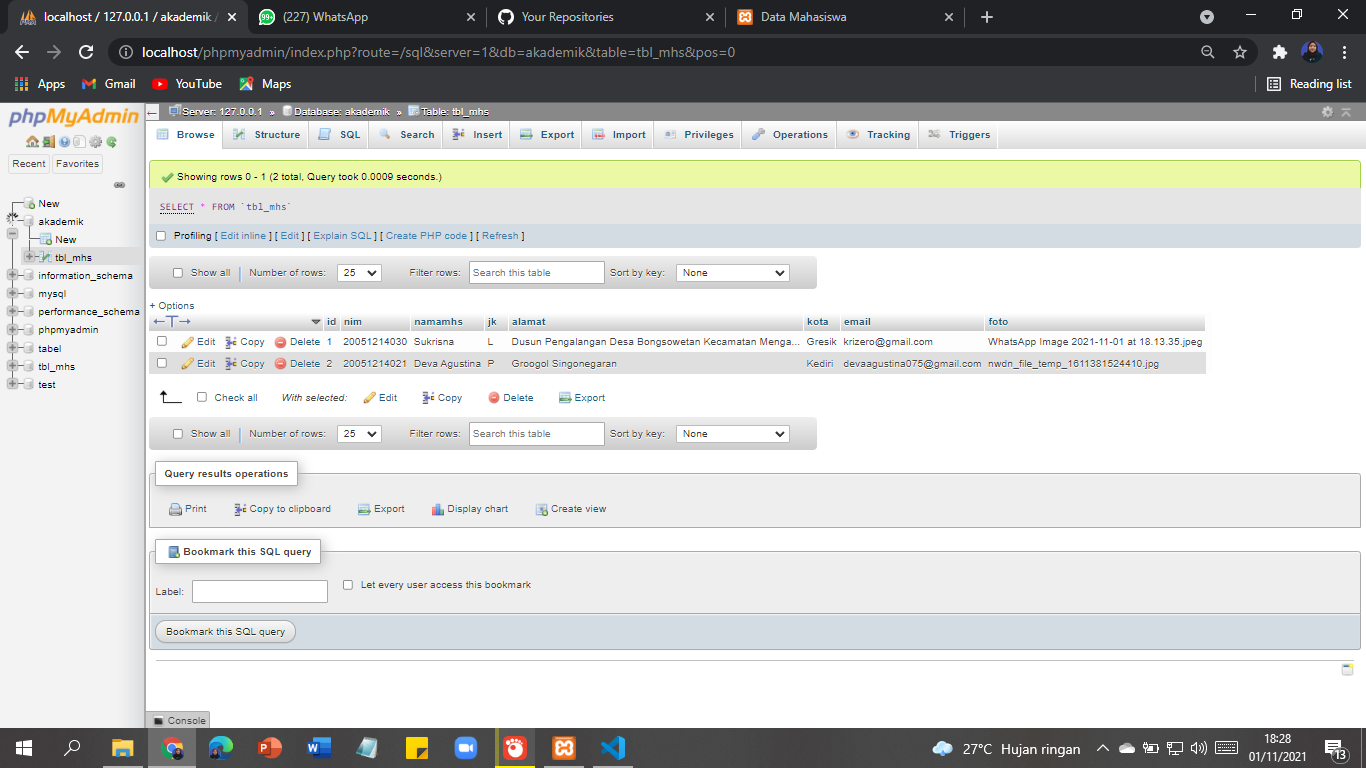 localhost / 127.0.0.1 / akademik /
(227) WhatsApp
Your Repositories
Data Mahasiswa
localhost/phpmyadmin/index.php?route=/sql&server=1&db=akademik&table=tbl_mhs&pos=0
Apps Gmail YouTube Maps Reading list
phpMyAdmin
Recent Favorites
New
akademik
New
tbl_mhs
information_schema
mysql
performance_schema
phpmyadmin
tabel
tbl_mhs
test
Server: 127.0.0.1 » Database: akademik » Table: tbl_mhs
Browse Structure SQL Search Insert Export Import Privileges Operations Tracking Triggers
Showing rows 0 - 1 (2 total, Query took 0.0009 seconds.)
SELECT * FROM `tbl_mhs`
Profiling [ Edit inline ] [ Edit ] [ Explain SQL ] [ Create PHP code ] [ Refresh ]
Show all Number of rows: 25 Filter rows: Search this table Sort by key: None
+ Options
←T→ id nim namamhs jk alamat kota email foto
Edit Copy Delete 1 20051214030 Sukrisna L Dusun Pengalangan Desa Bongsowetan Kecamatan Menga... Gresik krizero@gmail.com WhatsApp Image 2021-11-01 at 18.13.35.jpeg
Edit Copy Delete 2 20051214021 Deva Agustina P Groogol Singonegaran Kediri devaagustina075@gmail.com nwdn_file_temp_1611381524410.jpg
Check all With selected: Edit Copy Delete Export
Show all Number of rows: 25 Filter rows: Search this table Sort by key: None
Query results operations
Print Copy to clipboard Export Display chart Create view
Bookmark this SQL query
Label: Let every user access this bookmark
Bookmark this SQL query
Console
27°C Hujan ringan
18:28
01/11/2021
13